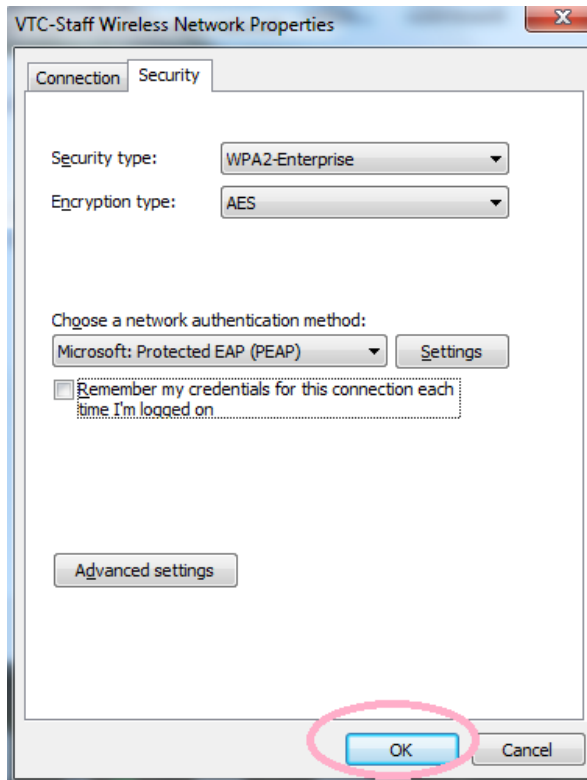 VTC-Staff Wireless Network Properties
Connection Security
Security type: WPA2-Enterprise
Encryption type: AES
Choose a network authentication method:
Microsoft: Protected EAP (PEAP) Settings
Remember my credentials for this connection each
time I'm logged on
Advanced settings
OK Cancel